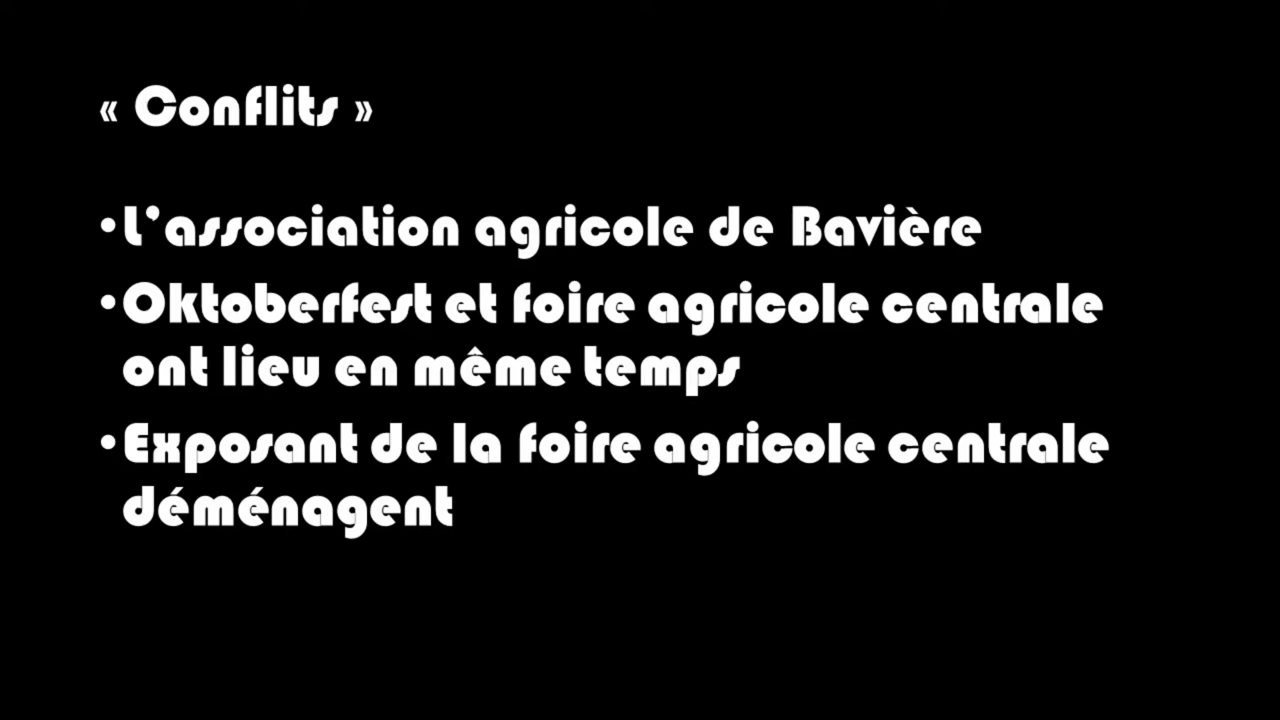 « Conflits »
•L’association agricole de Bavière
•Oktoberfest et foire agricole centrale
ont lieu en même temps
•Exposant de la foire agricole centrale
déménagent